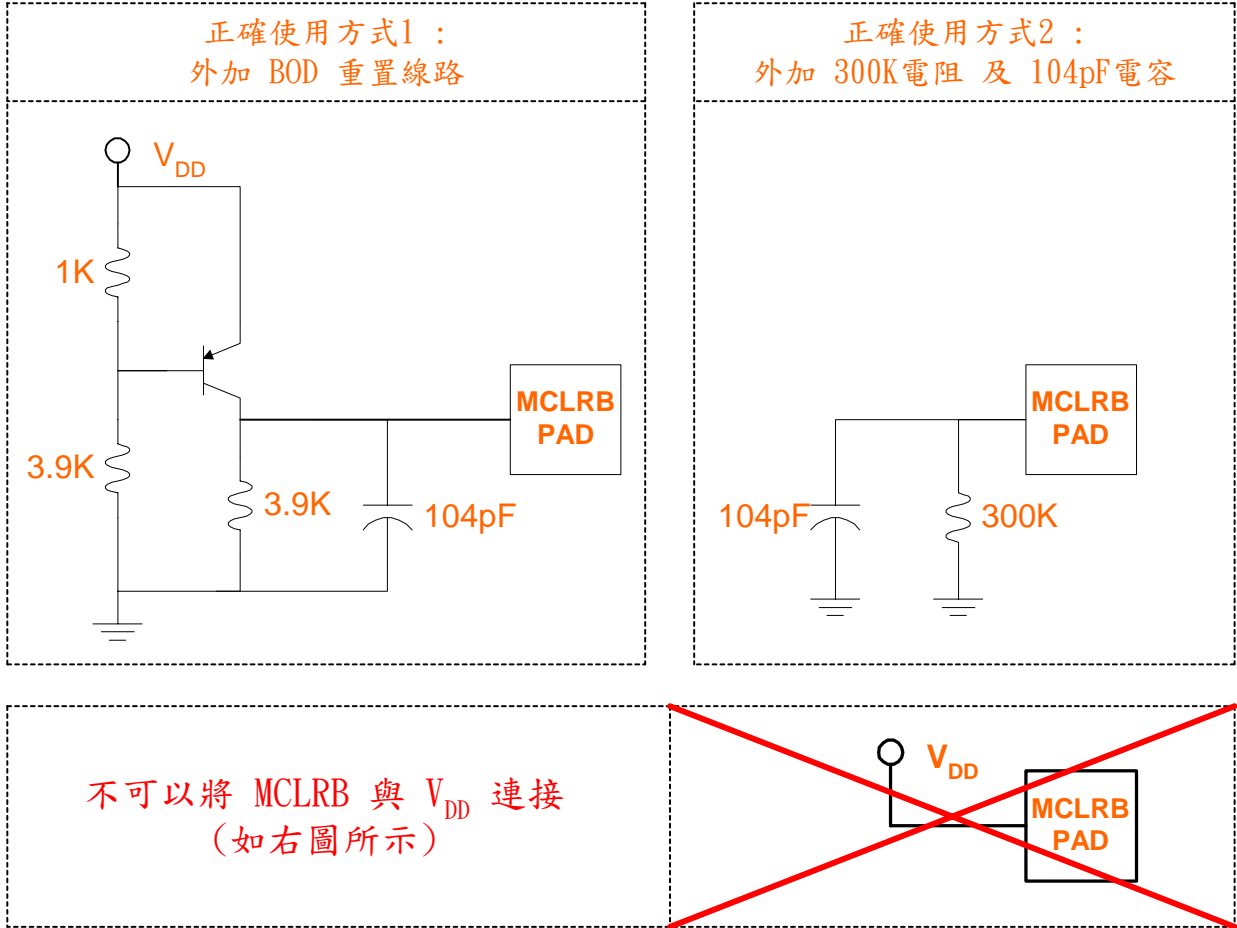 正確使用方式1 :
外加 BOD 重置線路
V_DD
1K
3.9K
3.9K
104pF
MCLRB
PAD
正確使用方式2 :
外加 300K電阻 及 104pF電容
MCLRB
PAD
104pF
300K
不可以將 MCLRB 與 V_DD 連接
(如右圖所示)
V_DD
MCLRB
PAD